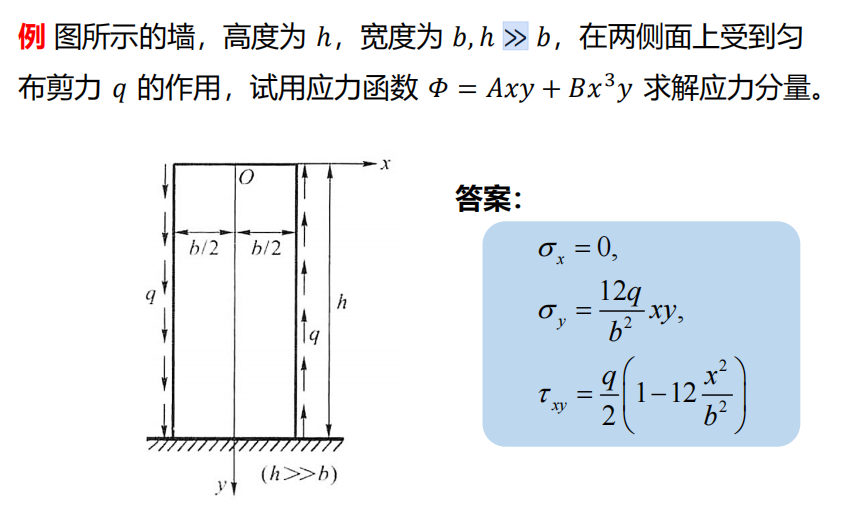 例 图所示的墙，高度为 h，宽度为 b, h ≫ b，在两侧面上受到匀
布剪力 q 的作用，试用应力函数 Φ = Axy + Bx³y 求解应力分量。
x
O
b/2 b/2
q
h
q
(h>>b)
y
答案：
σₓ = 0,
σ_y = 12q/b² xy,
τ_xy = q/2 (1 − 12 x²/b²)